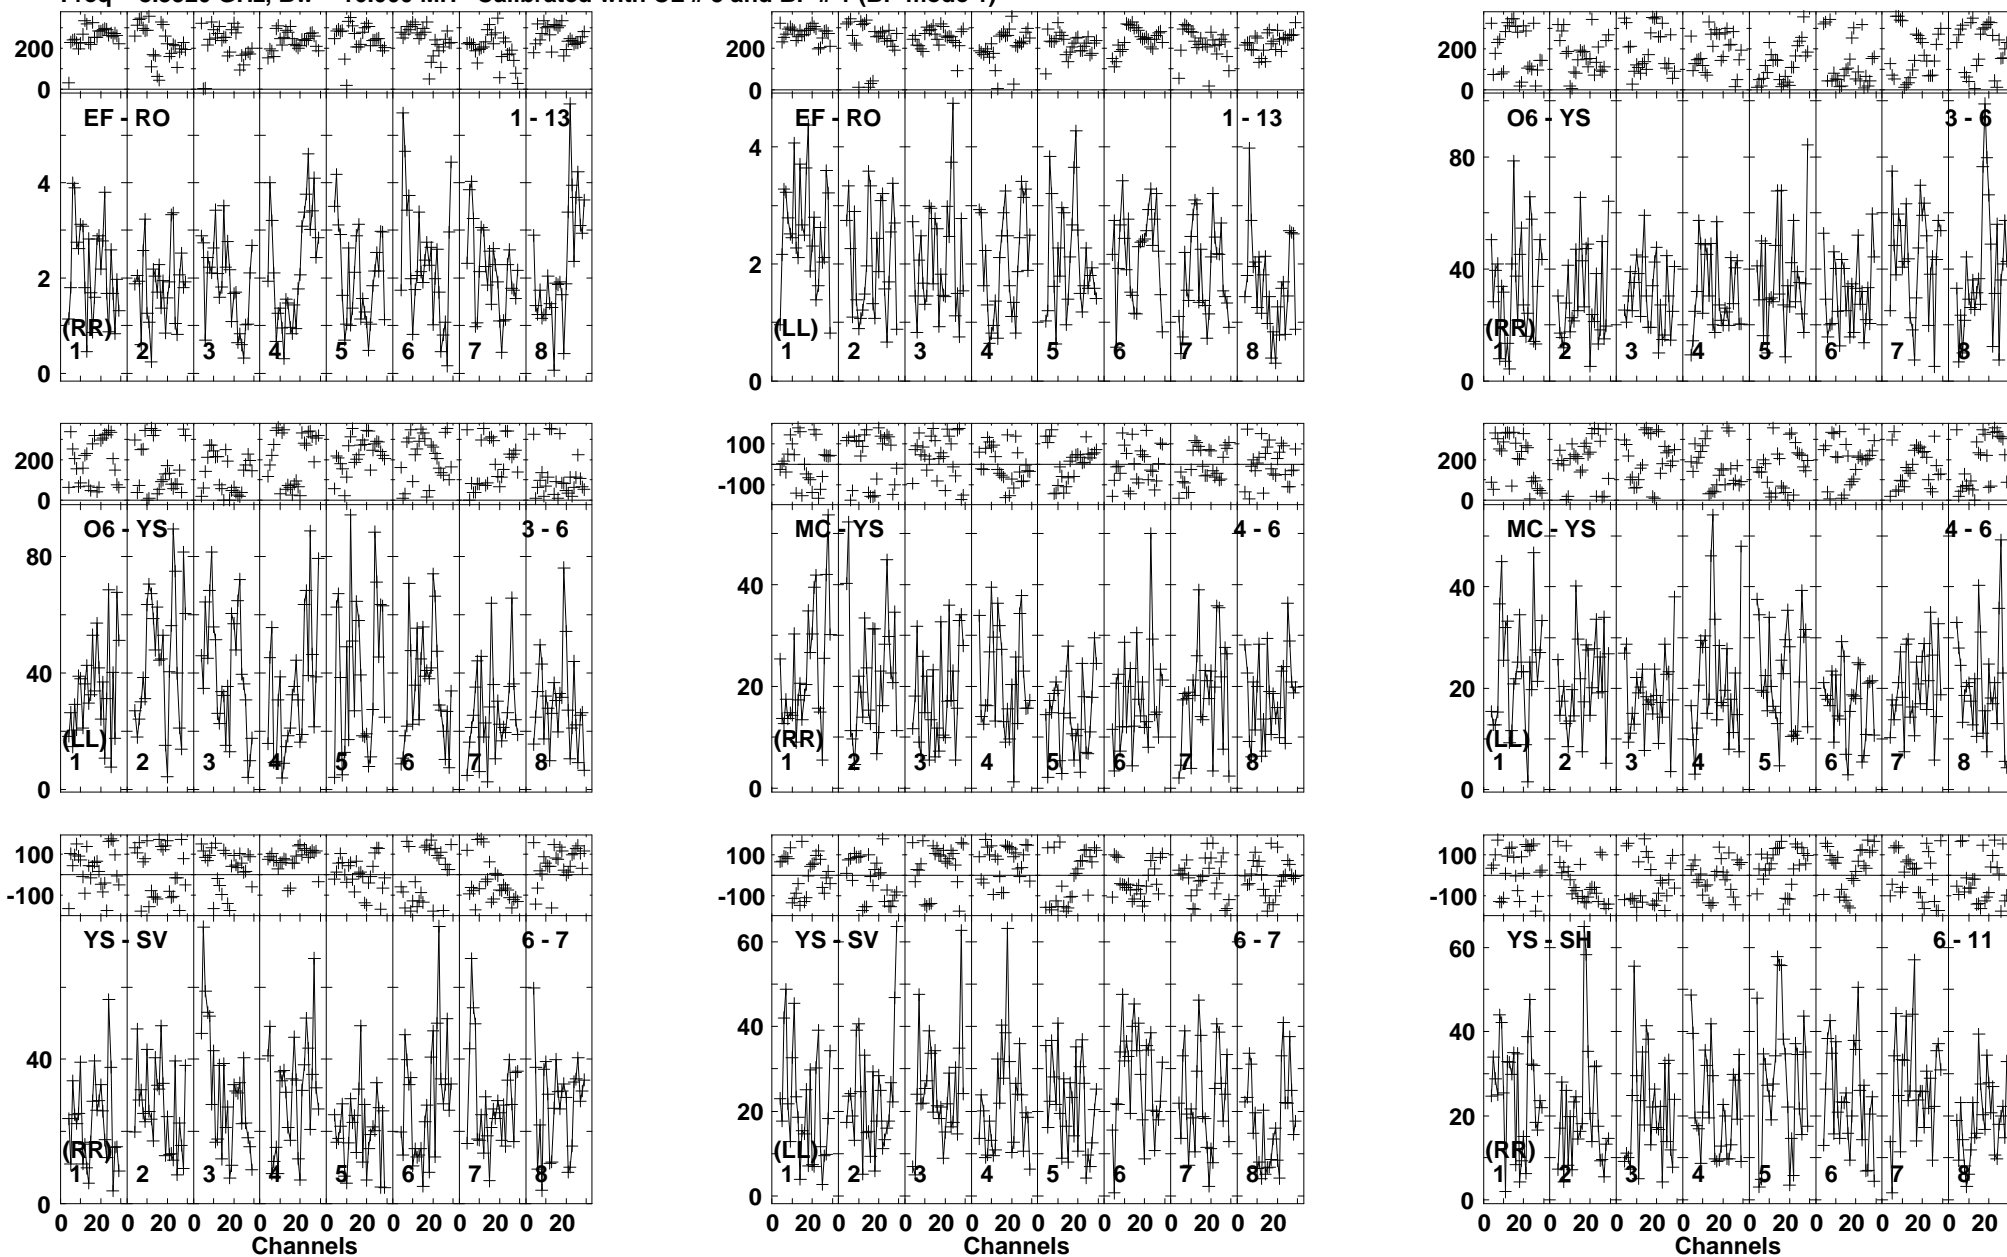 Freq GHz, Bw Calibrated with and BP (BP mode
200 200 200
0 0 0
EF - RO 1 - 13 EF - RO 1 - 13 O6 - YS 3 - 6
4 4 80
2 2 40
(RR) (LL) (RR)
1 2 3 4 5 6 7 8 1 2 3 4 5 6 7 8 1 2 3 4 5 6 7 8
0 0 0
200 100 200
0 -100 0
O6 - YS 3 - 6 MC - YS 4 - 6 MC - YS 4 - 6
80 40 40
40 20 20
(LL) (RR) (LL)
1 2 3 4 5 6 7 8 1 2 3 4 5 6 7 8 1 2 3 4 5 6 7 8
0 0 0
100 100 100
-100 -100 -100
YS - SV 6 - 7 YS - SV 6 - 7 YS - SH 6 - 11
60 60
40 40 40
20 20
(RR) (LL) (RR)
1 2 3 4 5 6 7 8 1 2 3 4 5 6 7 8 1 2 3 4 5 6 7 8
0 0 0
0 20 0 20 0 20 0 20 0 20 0 20 0 20 0 20 0 20 0 20 0 20 0 20 0 20 0 20 0 20 0 20 0 20 0 20 0 20 0 20 0 20 0 20 0 20 0 20
Channels Channels Channels